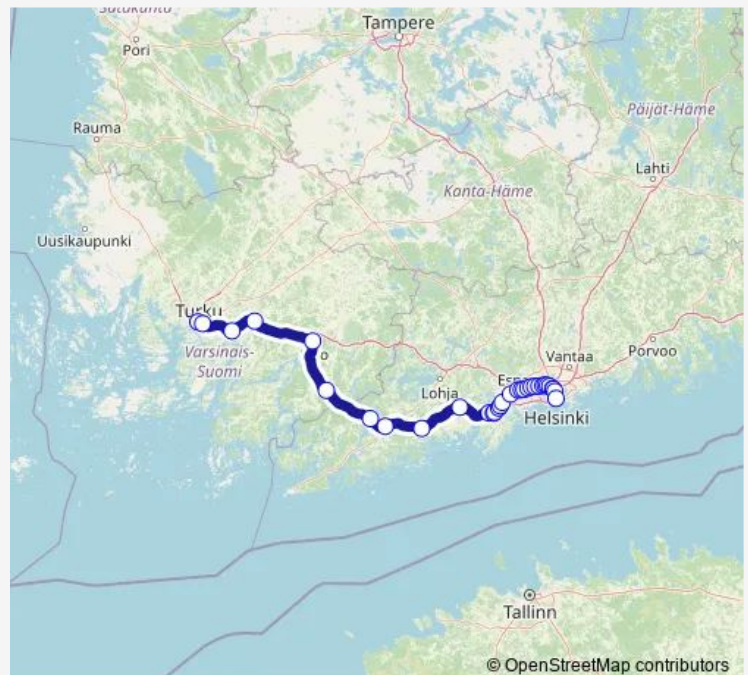 Satakunta
Tampere
Pori
Päijät-Häme
Rauma
Lahti
Kanta-Häme
Uusikaupunki
Turku
Varsinais-
Suomi
Vantaa
Porvoo
Lohja
Helsinki
Tallinn
© OpenStreetMap contributors